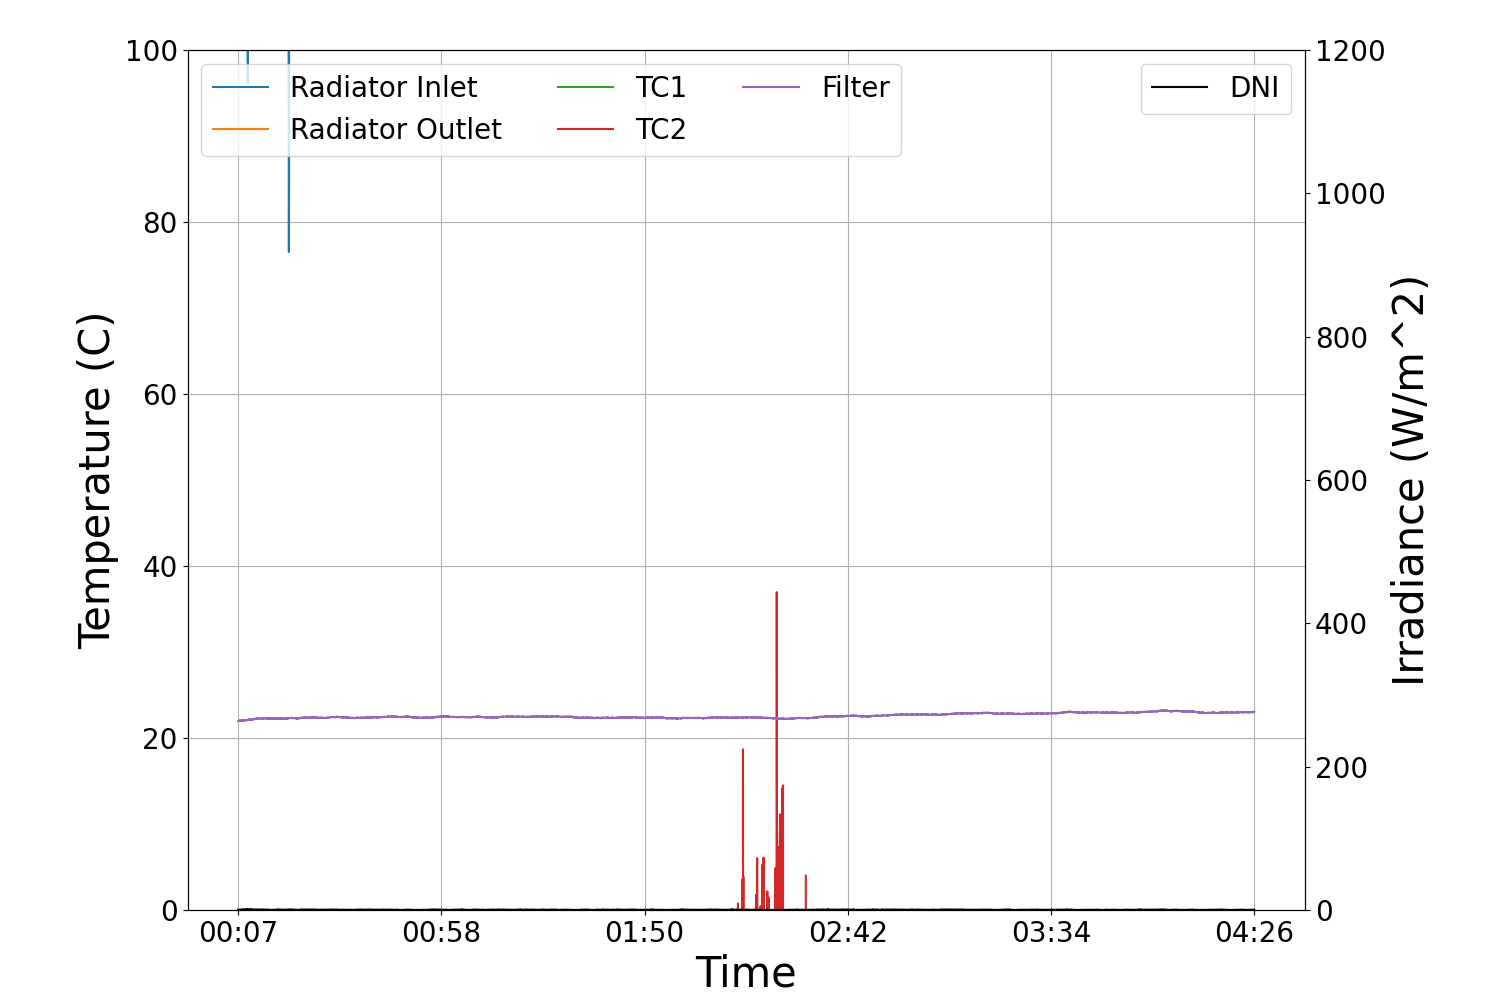 100
80
60
40
20
0
Temperature (C)
Radiator Inlet
Radiator Outlet
TC1
TC2
Filter
DNI
1200
1000
800
600
400
200
0
Irradiance (W/m^2)
00:07 00:58 01:50 02:42 03:34 04:26
Time